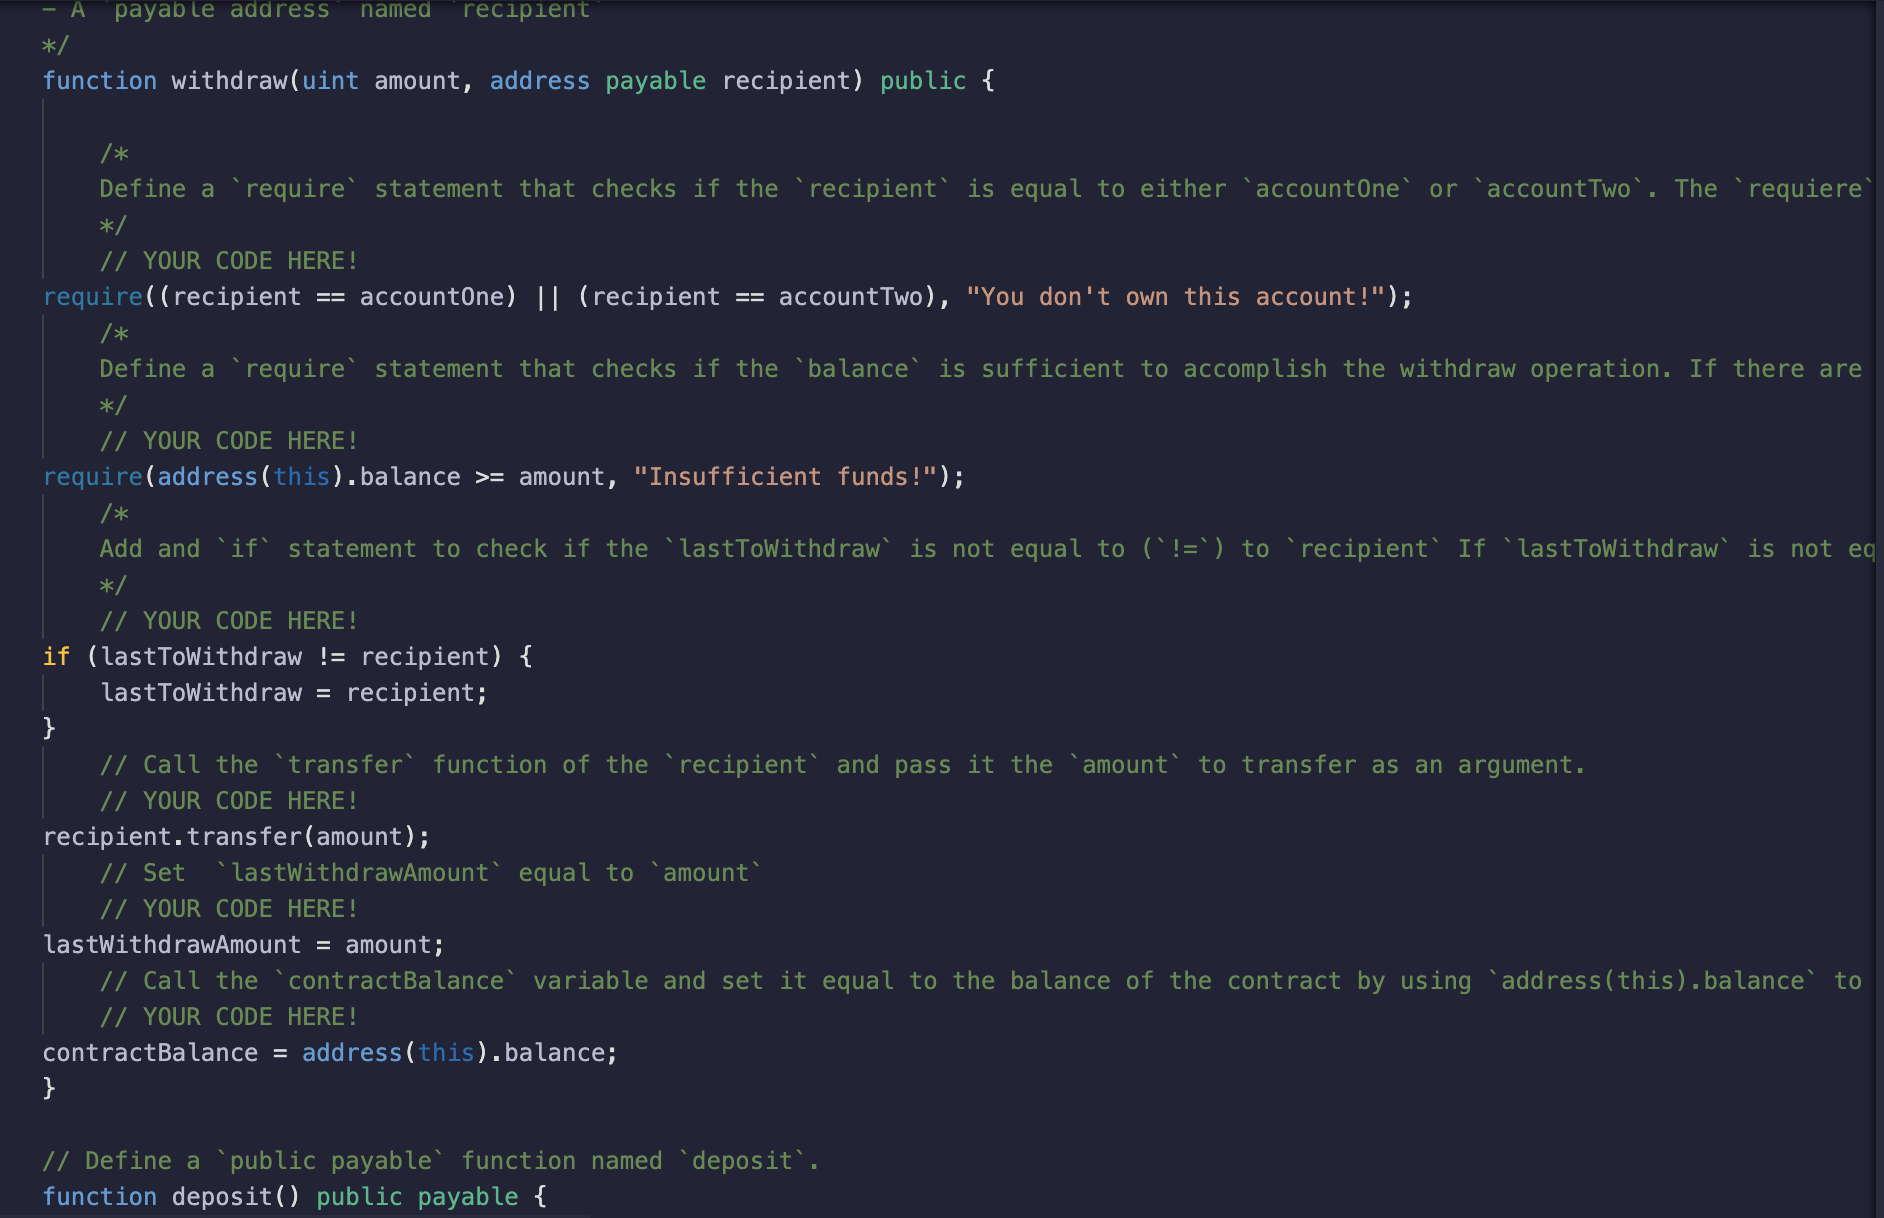 - A `payable address` named `recipient`
*/
function withdraw(uint amount, address payable recipient) public {
/*
Define a `require` statement that checks if the `recipient` is equal to either `accountOne` or `accountTwo`. The `requiere`
*/
// YOUR CODE HERE!
require((recipient == accountOne) || (recipient == accountTwo), "You don't own this account!");
/*
Define a `require` statement that checks if the `balance` is sufficient to accomplish the withdraw operation. If there are
*/
// YOUR CODE HERE!
require(address(this).balance >= amount, "Insufficient funds!");
/*
Add and `if` statement to check if the `lastToWithdraw` is not equal to (`!=`) to `recipient` If `lastToWithdraw` is not eq
*/
// YOUR CODE HERE!
if (lastToWithdraw != recipient) {
lastToWithdraw = recipient;
}
// Call the `transfer` function of the `recipient` and pass it the `amount` to transfer as an argument.
// YOUR CODE HERE!
recipient.transfer(amount);
// Set  `lastWithdrawAmount` equal to `amount`
// YOUR CODE HERE!
lastWithdrawAmount = amount;
// Call the `contractBalance` variable and set it equal to the balance of the contract by using `address(this).balance` to
// YOUR CODE HERE!
contractBalance = address(this).balance;
}
// Define a `public payable` function named `deposit`.
function deposit() public payable {